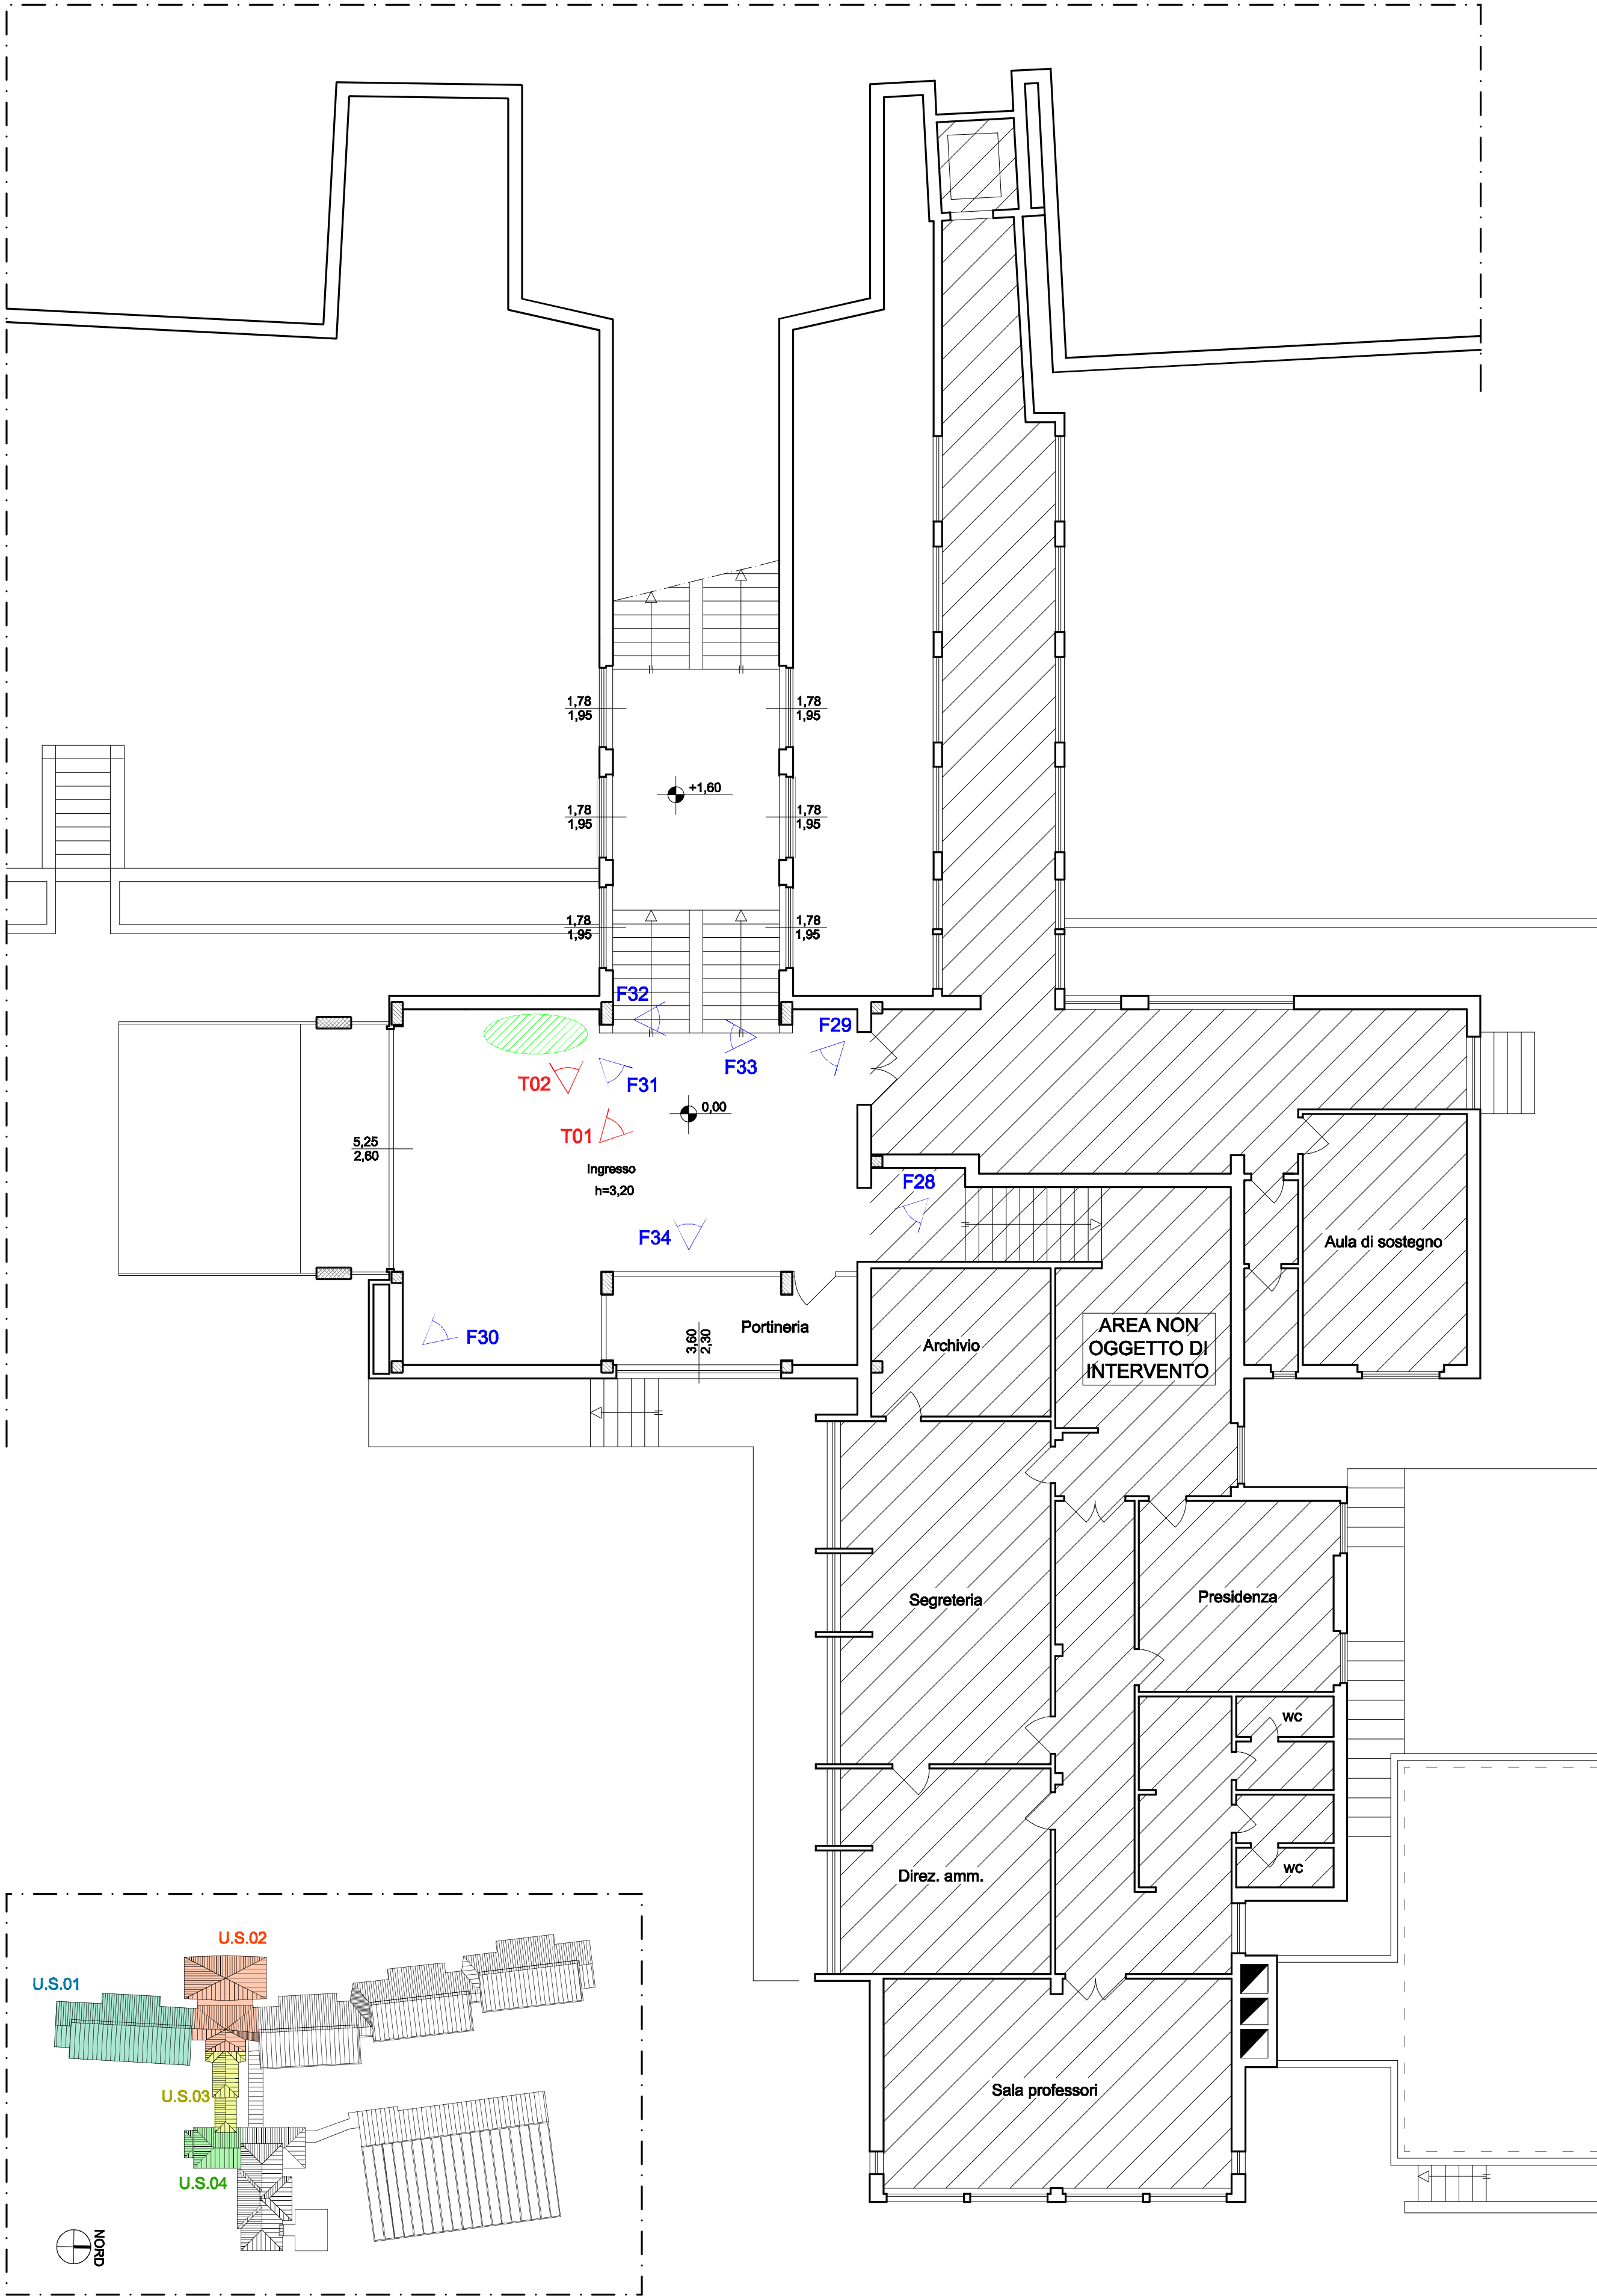 1,78
1,95
1,78
1,95
+1,60
1,78
1,95
1,78
1,95
1,78
1,95
1,78
1,95
F32
F29
F33
T02
F31
0,00
T01
5,25
2,60
Ingresso
h=3,20
F28
F34
Aula di sostegno
F30
Portineria
3,60
2,30
Archivio
AREA NON
OGGETTO DI
INTERVENTO
Segreteria
Presidenza
wc
Direz. amm.
wc
Sala professori
U.S.02
U.S.01
U.S.03
U.S.04
NORD